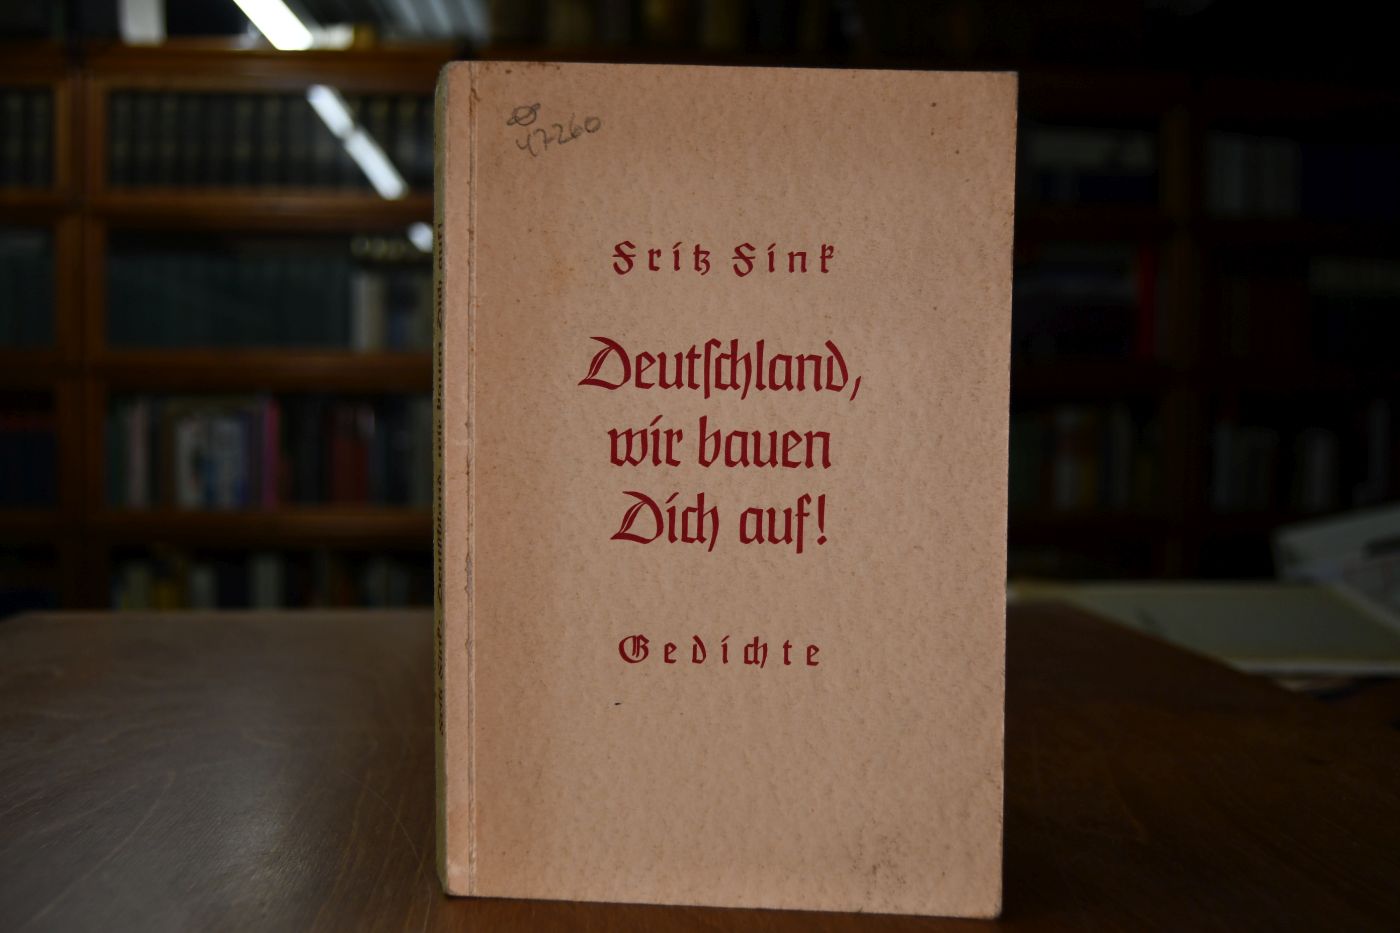 47260
Fritz Fink
Deutſchland,
wir bauen
Dich auf!
Gedichte